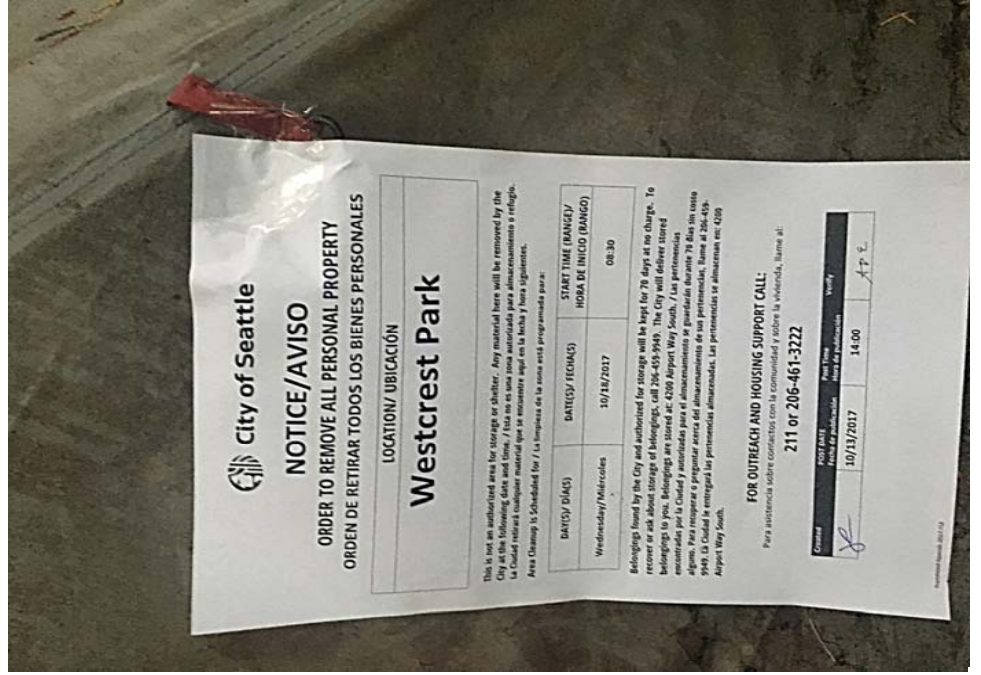 City of Seattle
NOTICE/AVISO
ORDER TO REMOVE ALL PERSONAL PROPERTY
ORDEN DE RETIRAR TODOS LOS BIENES PERSONALES
LOCATION/ UBICACIÓN
Westcrest Park
This is not an authorized area for storage or shelter. Any material here will be removed by the
City at the following date and time. / Esta no es una zona autorizada para almacenamiento o refugio.
La Ciudad retirará cualquier material que se encuentre aquí en la fecha y hora siguientes.
Area Cleanup Is Scheduled for / La limpieza de la zona está programada para:
DAY(S)/ DÍA(S) DATE(S)/ FECHA(S) START TIME (RANGE)/
HORA DE INICIO (RANGO)
Wednesday/Miércoles 10/18/2017 08:30
Belongings found by the City and authorized for storage will be kept for 70 days at no charge. To
recover or ask about storage of belongings, call 206-459-9949. The City will deliver stored
belongings to you. Belongings are stored at: 4200 Airport Way South. / Las pertenencias
encontradas por la Ciudad y autorizadas para el almacenamiento se guardarán durante 70 días sin costo
alguno. Para recuperar o preguntar acerca del almacenamiento de sus pertenencias, llame al 206-459-
9949. La Ciudad le entregará las pertenencias almacenadas. Las pertenencias se almacenan en: 4200
Airport Way South.
FOR OUTREACH AND HOUSING SUPPORT CALL:
Para asistencia sobre contactos con la comunidad y sobre la vivienda, llame al:
211 or 206-461-3222
Created POST DATE Post Time Verify
Fecha de publicación Hora de publicación
10/13/2017 14:00